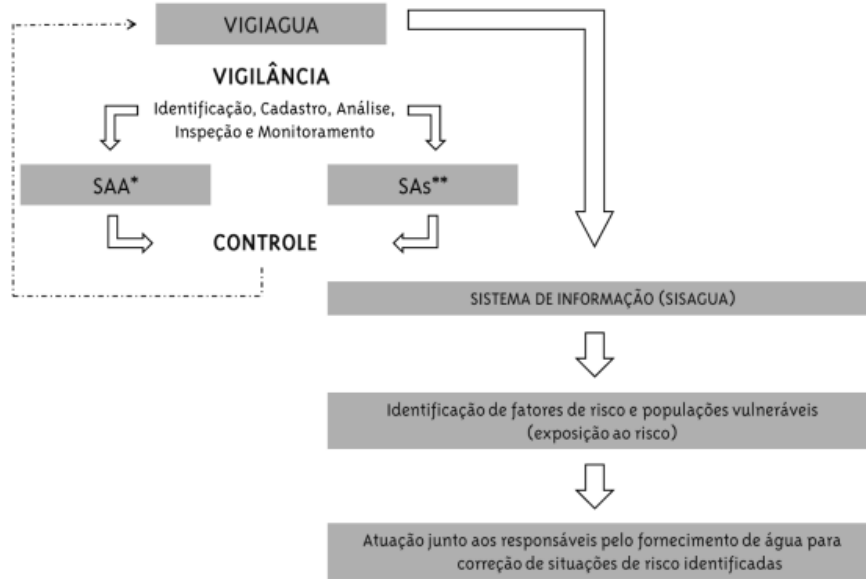 VIGIAGUA
VIGILÂNCIA
Identificação, Cadastro, Análise,
Inspeção e Monitoramento
SAA*
SAs**
CONTROLE
SISTEMA DE INFORMAÇÃO (SISAGUA)
Identificação de fatores de risco e populações vulneráveis
(exposição ao risco)
Atuação junto aos responsáveis pelo fornecimento de água para
correção de situações de risco identificadas